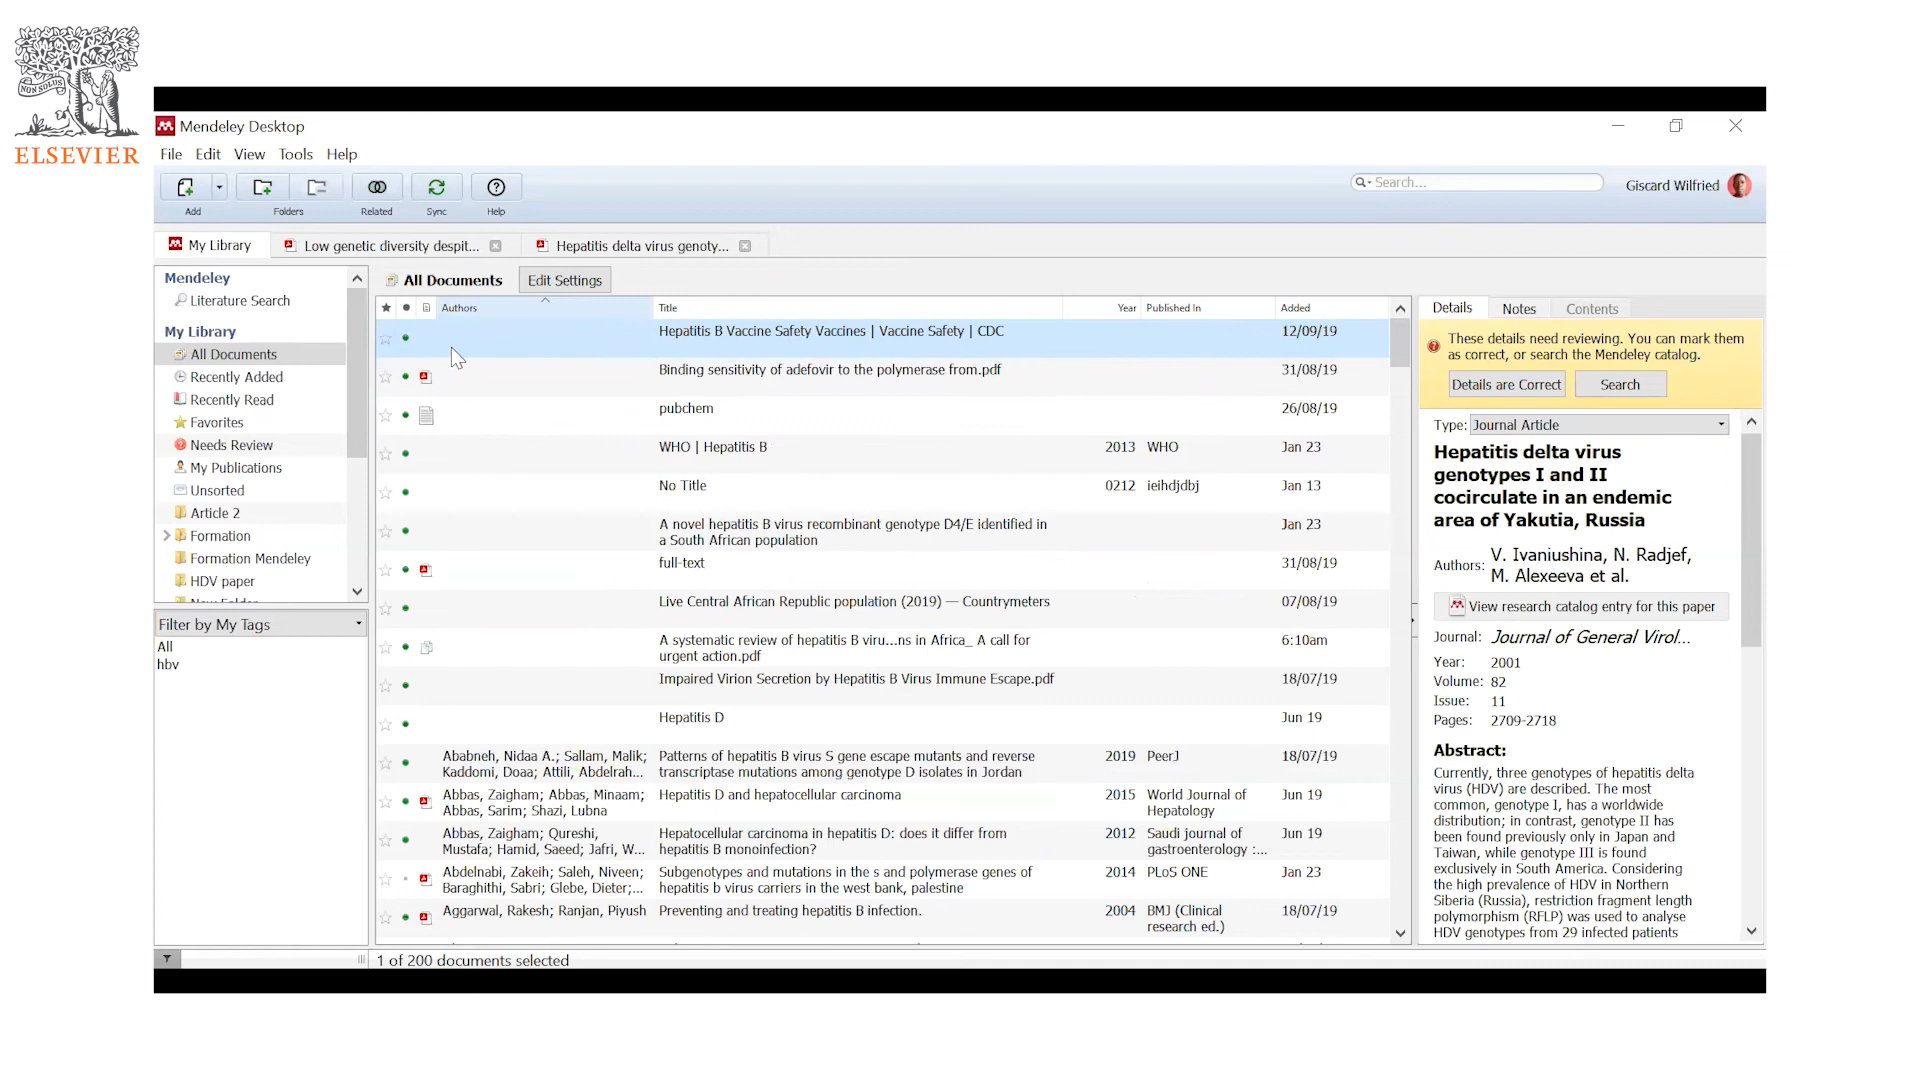 NON SOLUS
ELSEVIER
Mendeley Desktop
File Edit View Tools Help
Search...
Giscard Wilfried
Add Folders Related Sync Help
My Library
Low genetic diversity despit...
Hepatitis delta virus genoty...
Mendeley
Literature Search
My Library
All Documents
Recently Added
Recently Read
Favorites
Needs Review
My Publications
Unsorted
Article 2
Formation
Formation Mendeley
HDV paper
Filter by My Tags
All
hbv
All Documents Edit Settings
Authors Title Year Published In Added
Hepatitis B Vaccine Safety Vaccines | Vaccine Safety | CDC 12/09/19
Binding sensitivity of adefovir to the polymerase from.pdf 31/08/19
pubchem 26/08/19
WHO | Hepatitis B 2013 WHO Jan 23
No Title 0212 ieihdjdbj Jan 13
A novel hepatitis B virus recombinant genotype D4/E identified in Jan 23
a South African population
full-text 31/08/19
Live Central African Republic population (2019) — Countrymeters 07/08/19
A systematic review of hepatitis B viru...ns in Africa_ A call for 6:10am
urgent action.pdf
Impaired Virion Secretion by Hepatitis B Virus Immune Escape.pdf 18/07/19
Hepatitis D Jun 19
Ababneh, Nidaa A.; Sallam, Malik; Patterns of hepatitis B virus S gene escape mutants and reverse 2019 PeerJ 18/07/19
Kaddomi, Doaa; Attili, Abdelrah... transcriptase mutations among genotype D isolates in Jordan
Abbas, Zaigham; Abbas, Minaam; Hepatitis D and hepatocellular carcinoma 2015 World Journal of Jun 19
Abbas, Sarim; Shazi, Lubna Hepatology
Abbas, Zaigham; Qureshi, Hepatocellular carcinoma in hepatitis D: does it differ from 2012 Saudi journal of Jun 19
Mustafa; Hamid, Saeed; Jafri, W... hepatitis B monoinfection? gastroenterology :...
Abdelnabi, Zakeih; Saleh, Niveen; Subgenotypes and mutations in the s and polymerase genes of 2014 PLoS ONE Jan 23
Baraghithi, Sabri; Glebe, Dieter;... hepatitis b virus carriers in the west bank, palestine
Aggarwal, Rakesh; Ranjan, Piyush Preventing and treating hepatitis B infection. 2004 BMJ (Clinical 18/07/19
research ed.)
1 of 200 documents selected
Details Notes Contents
These details need reviewing. You can mark them
as correct, or search the Mendeley catalog.
Details are Correct Search
Type: Journal Article
Hepatitis delta virus
genotypes I and II
cocirculate in an endemic
area of Yakutia, Russia
Authors: V. Ivaniushina, N. Radjef,
M. Alexeeva et al.
View research catalog entry for this paper
Journal: Journal of General Virol...
Year: 2001
Volume: 82
Issue: 11
Pages: 2709-2718
Abstract:
Currently, three genotypes of hepatitis delta
virus (HDV) are described. The most
common, genotype I, has a worldwide
distribution; in contrast, genotype II has
been found previously only in Japan and
Taiwan, while genotype III is found
exclusively in South America. Considering
the high prevalence of HDV in Northern
Siberia (Russia), restriction fragment length
polymorphism (RFLP) was used to analyse
HDV genotypes from 29 infected patients